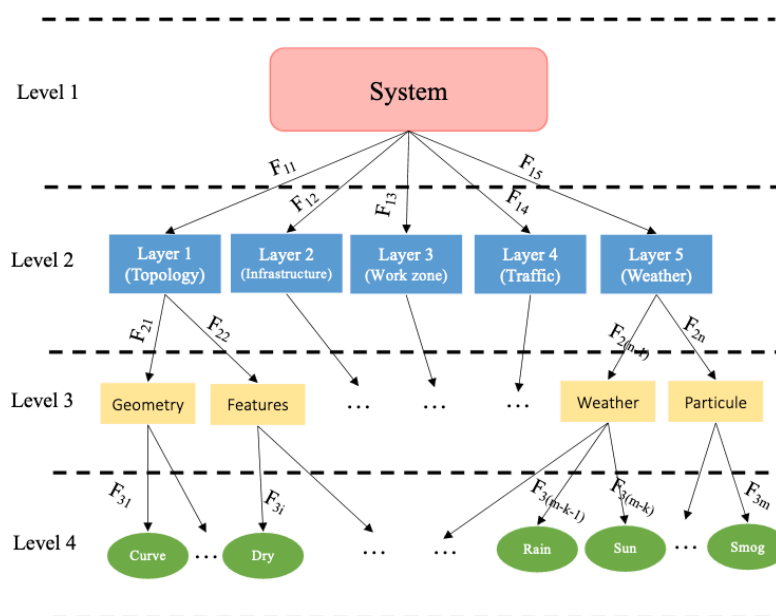 Level 1
System
F11
F12
F13
F14
F15
Level 2
Layer 1
(Topology)
Layer 2
(Infrastructure)
Layer 3
(Work zone)
Layer 4
(Traffic)
Layer 5
(Weather)
F21
F22
F2(n-1)
F2n
Level 3
Geometry
Features
...
...
...
Weather
Particule
F31
F3i
F3(m-k-1)
F3(m-k)
F3m
Level 4
Curve
...
Dry
...
...
Rain
Sun
...
Smog